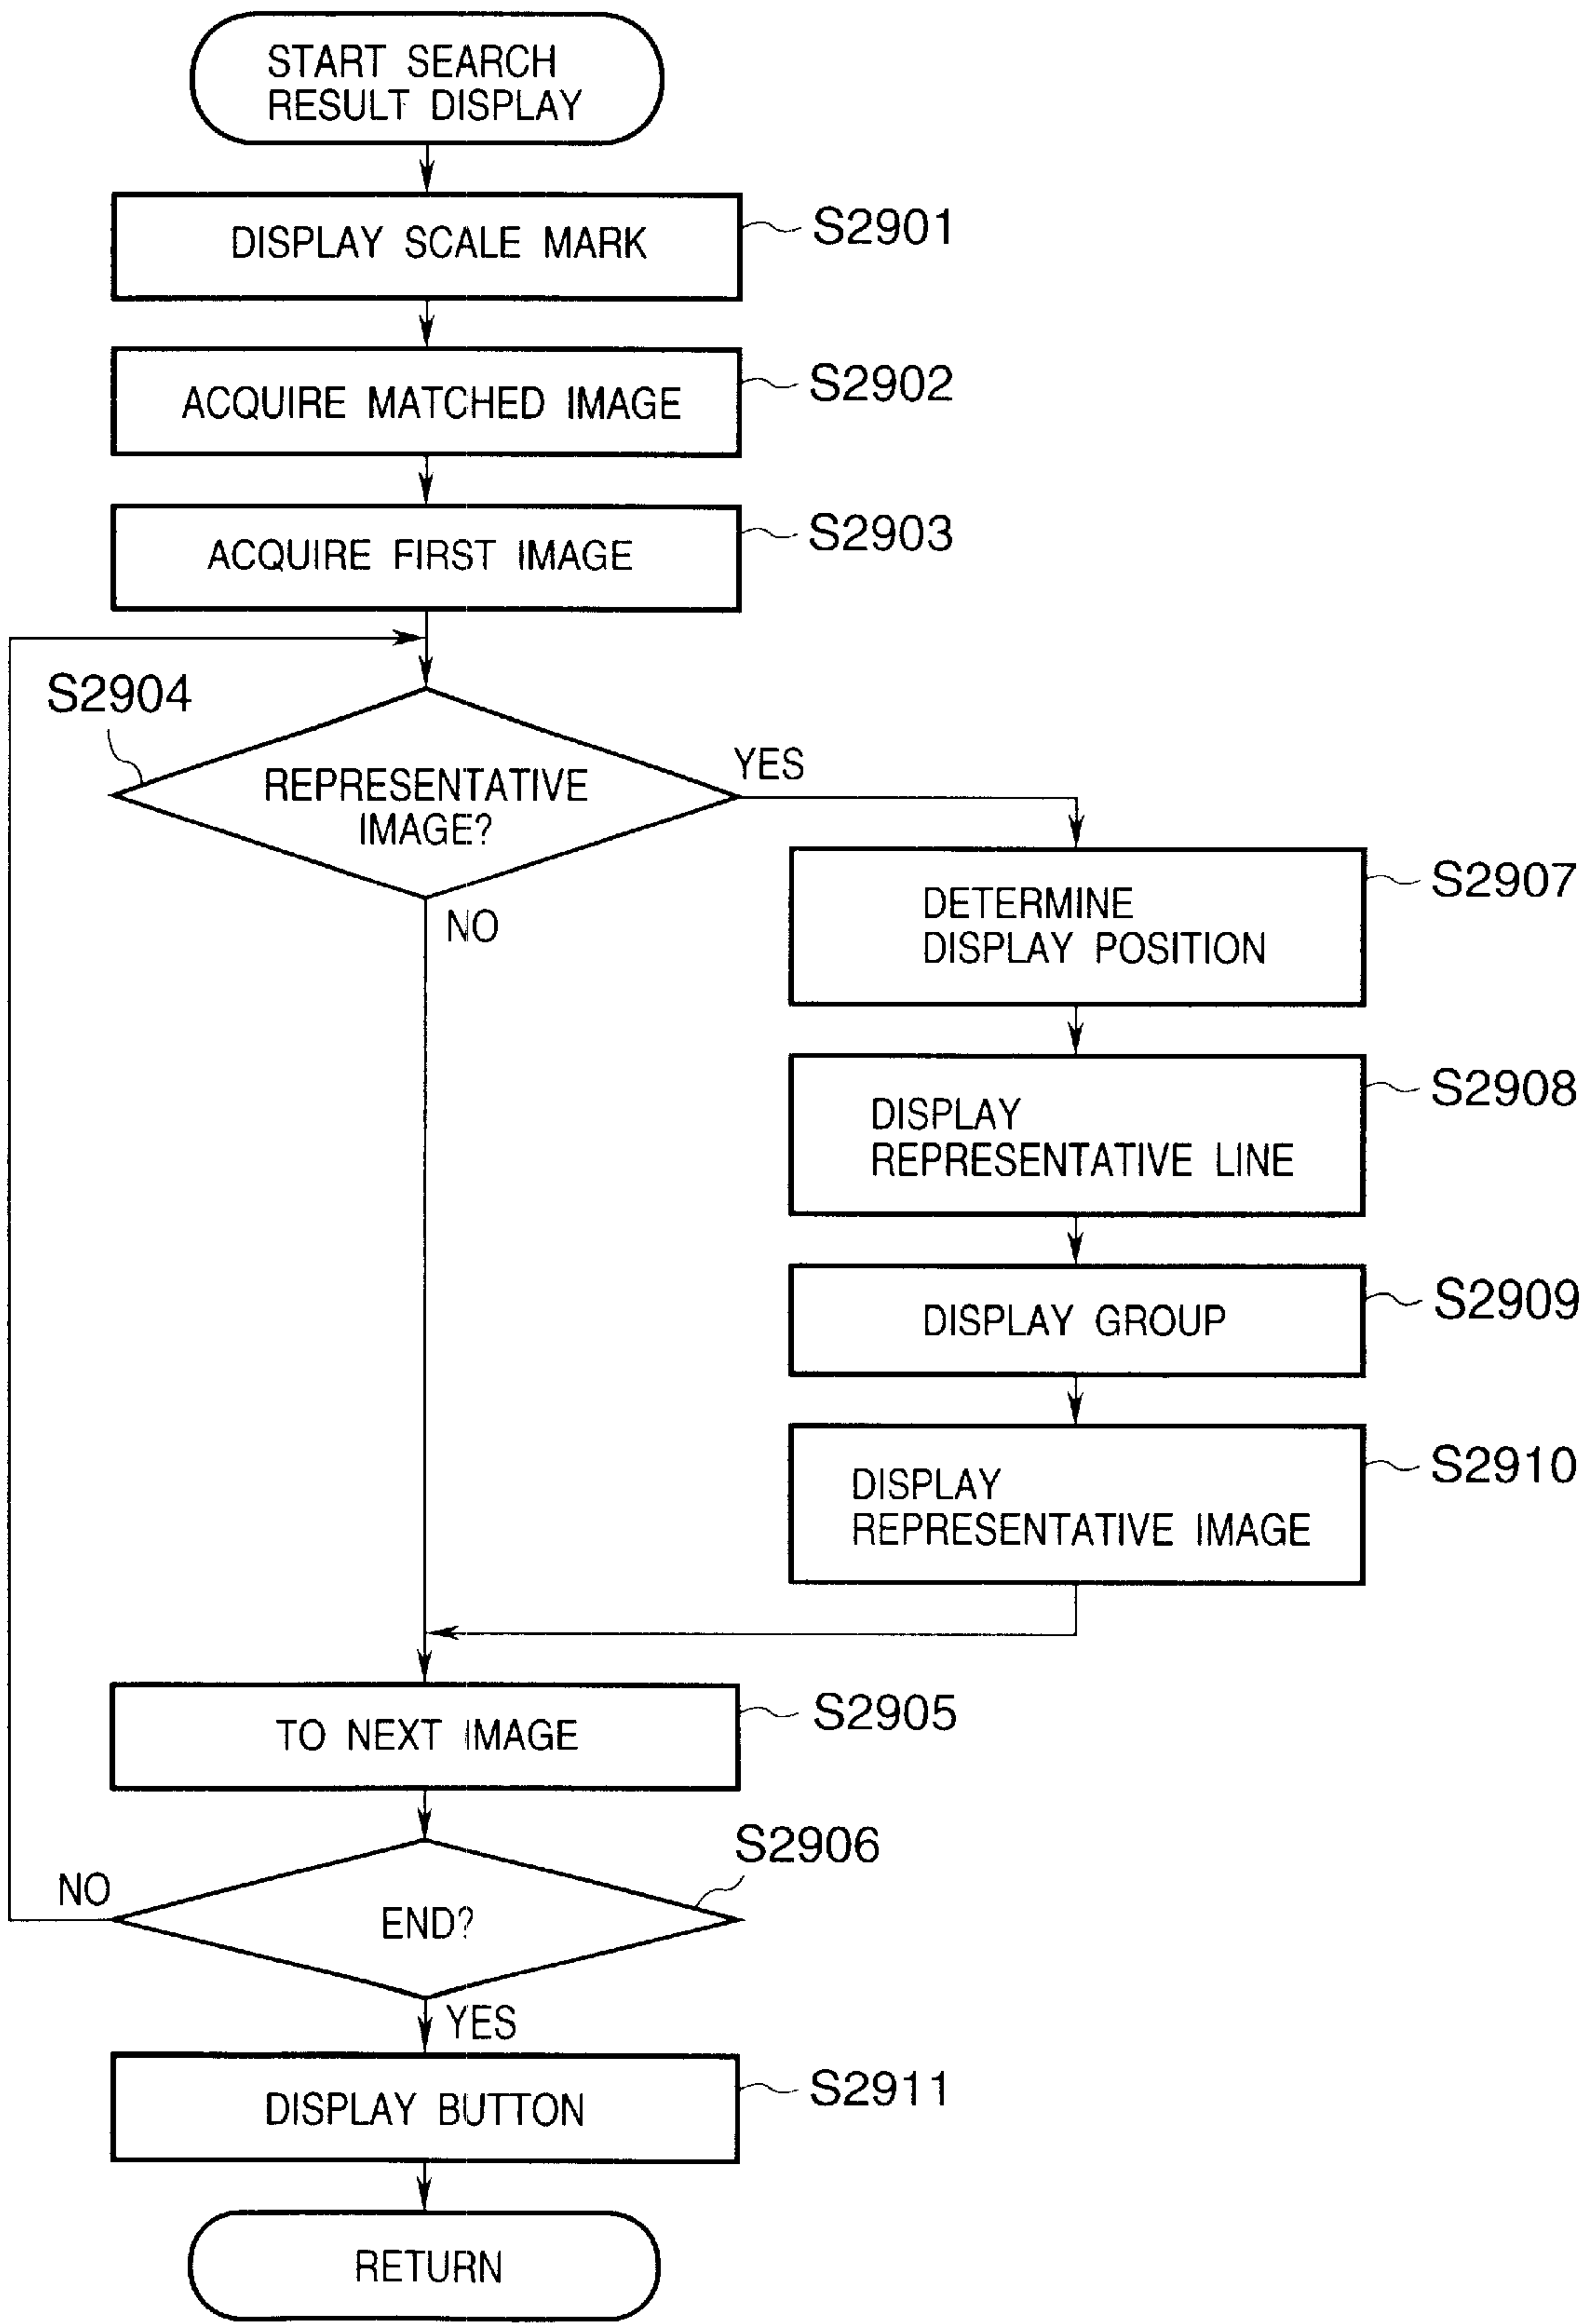 START SEARCH
RESULT DISPLAY
DISPLAY SCALE MARK
S2901
ACQUIRE MATCHED IMAGE
S2902
ACQUIRE FIRST IMAGE
S2903
S2904
REPRESENTATIVE
IMAGE?
YES
NO
DETERMINE
DISPLAY POSITION
S2907
DISPLAY
REPRESENTATIVE LINE
S2908
DISPLAY GROUP
S2909
DISPLAY
REPRESENTATIVE IMAGE
S2910
TO NEXT IMAGE
S2905
S2906
NO
END?
YES
DISPLAY BUTTON
S2911
RETURN